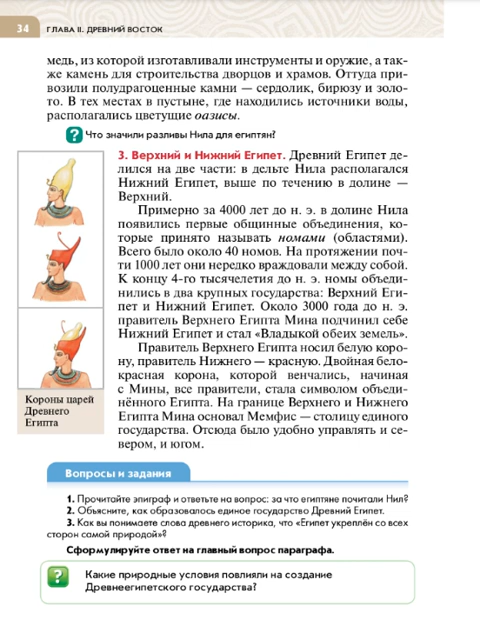 34
ГЛАВА II. ДРЕВНИЙ ВОСТОК
медь, из которой изготавливали инструменты и оружие, а так-
же камень для строительства дворцов и храмов. Оттуда при-
возили полудрагоценные камни — сердолик, бирюзу и золо-
то. В тех местах в пустыне, где находились источники воды,
располагались цветущие оазисы.
? Что значили разливы Нила для египтян?
3. Верхний и Нижний Египет. Древний Египет де-
лился на две части: в дельте Нила располагался
Нижний Египет, выше по течению в долине —
Верхний.
Примерно за 4000 лет до н. э. в долине Нила
появились первые общинные объединения, ко-
торые принято называть номами (областями).
Всего было около 40 номов. На протяжении поч-
ти 1000 лет они нередко враждовали между собой.
К концу 4-го тысячелетия до н. э. номы объеди-
нились в два крупных государства: Верхний Еги-
пет и Нижний Египет. Около 3000 года до н. э.
правитель Верхнего Египта Мина подчинил себе
Нижний Египет и стал «Владыкой обеих земель».
Правитель Верхнего Египта носил белую коро-
ну, правитель Нижнего — красную. Двойная бело-
красная корона, которой венчались, начиная
с Мины, все правители, стала символом объеди-
нённого Египта. На границе Верхнего и Нижнего
Египта Мина основал Мемфис — столицу единого
государства. Отсюда было удобно управлять и се-
вером, и югом.
Короны царей
Древнего
Египта
Вопросы и задания
1. Прочитайте эпиграф и ответьте на вопрос: за что египтяне почитали Нил?
2. Объясните, как образовалось единое государство Древний Египет.
3. Как вы понимаете слова древнего историка, что «Египет укреплён со всех
сторон самой природой»?
Сформулируйте ответ на главный вопрос параграфа.
? Какие природные условия повлияли на создание
Древнеегипетского государства?